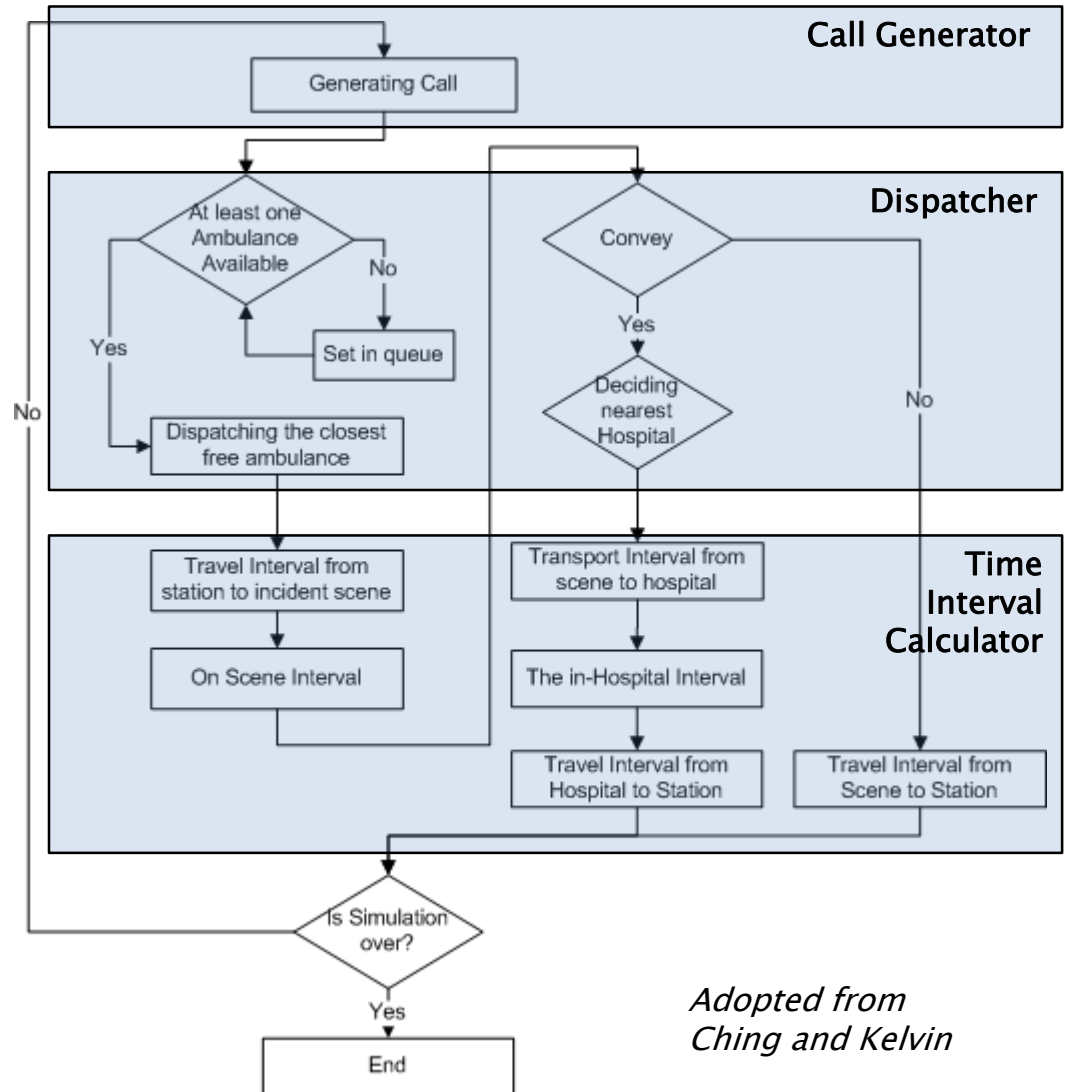 Call Generator
Generating Call
Dispatcher
At least one
Ambulance
Available
No
Set in queue
Yes
Dispatching the closest
free ambulance
Convey
Yes
Deciding
nearest
Hospital
No
No
Time
Interval
Calculator
Travel Interval from
station to incident scene
On Scene Interval
Transport Interval from
scene to hospital
The in-Hospital Interval
Travel Interval from
Hospital to Station
Travel Interval from
Scene to Station
Is Simulation
over?
Yes
End
Adopted from
Ching and Kelvin